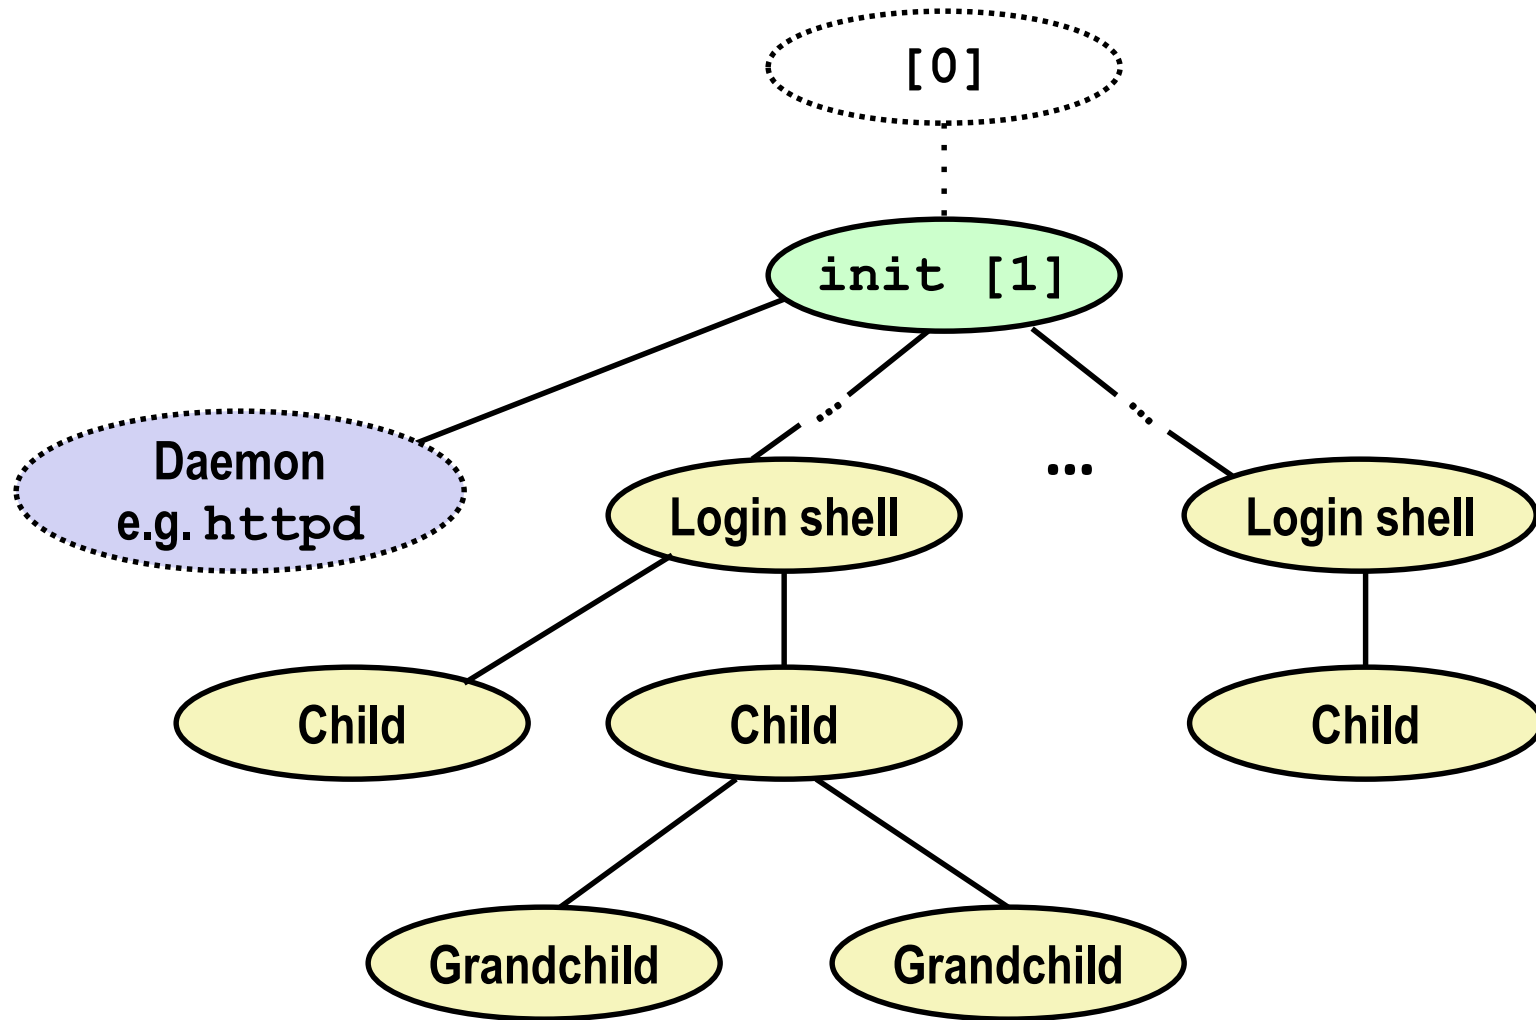 [0]
init [1]
Daemon
e.g. httpd
...
...
...
Login shell
Login shell
Child
Child
Child
Grandchild
Grandchild